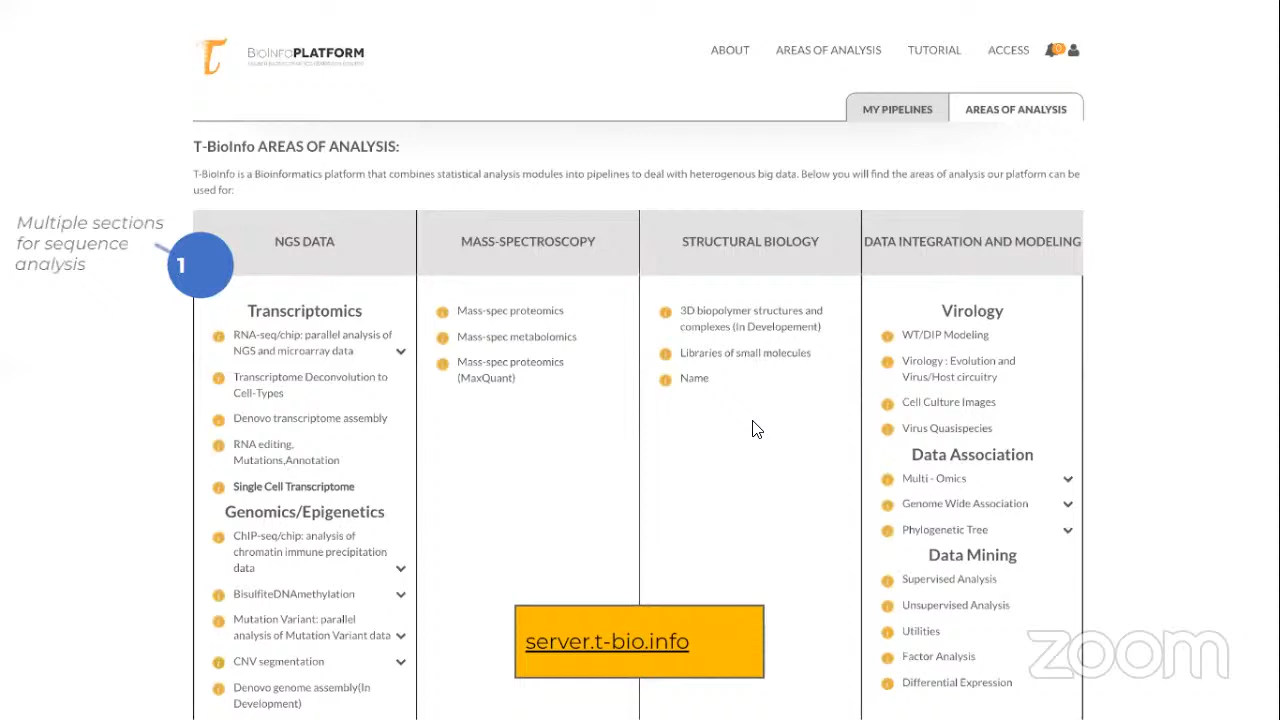 BIOINFOPLATFORM
ABOUT
AREAS OF ANALYSIS
TUTORIAL
ACCESS
MY PIPELINES
AREAS OF ANALYSIS
T-BioInfo AREAS OF ANALYSIS:
T-BioInfo is a Bioinformatics platform that combines statistical analysis modules into pipelines to deal with heterogenous big data. Below you will find the areas of analysis our platform can be
used for:
Multiple sections
for sequence
analysis
1
NGS DATA
Transcriptomics
RNA-seq/chip: parallel analysis of
NGS and microarray data
Transcriptome Deconvolution to
Cell-Types
Denovo transcriptome assembly
RNA editing,
Mutations,Annotation
Single Cell Transcriptome
Genomics/Epigenetics
ChIP-seq/chip: analysis of
chromatin immune precipitation
data
BisulfiteDNAmethylation
Mutation Variant: parallel
analysis of Mutation Variant data
CNV segmentation
Denovo genome assembly(In
Development)
MASS-SPECTROSCOPY
Mass-spec proteomics
Mass-spec metabolomics
Mass-spec proteomics
(MaxQuant)
STRUCTURAL BIOLOGY
3D biopolymer structures and
complexes (In Developement)
Libraries of small molecules
Name
DATA INTEGRATION AND MODELING
Virology
WT/DIP Modeling
Virology : Evolution and
Virus/Host circuitry
Cell Culture Images
Virus Quasispecies
Data Association
Multi - Omics
Genome Wide Association
Phylogenetic Tree
Data Mining
Supervised Analysis
Unsupervised Analysis
Utilities
Factor Analysis
Differential Expression
server.t-bio.info
zoom